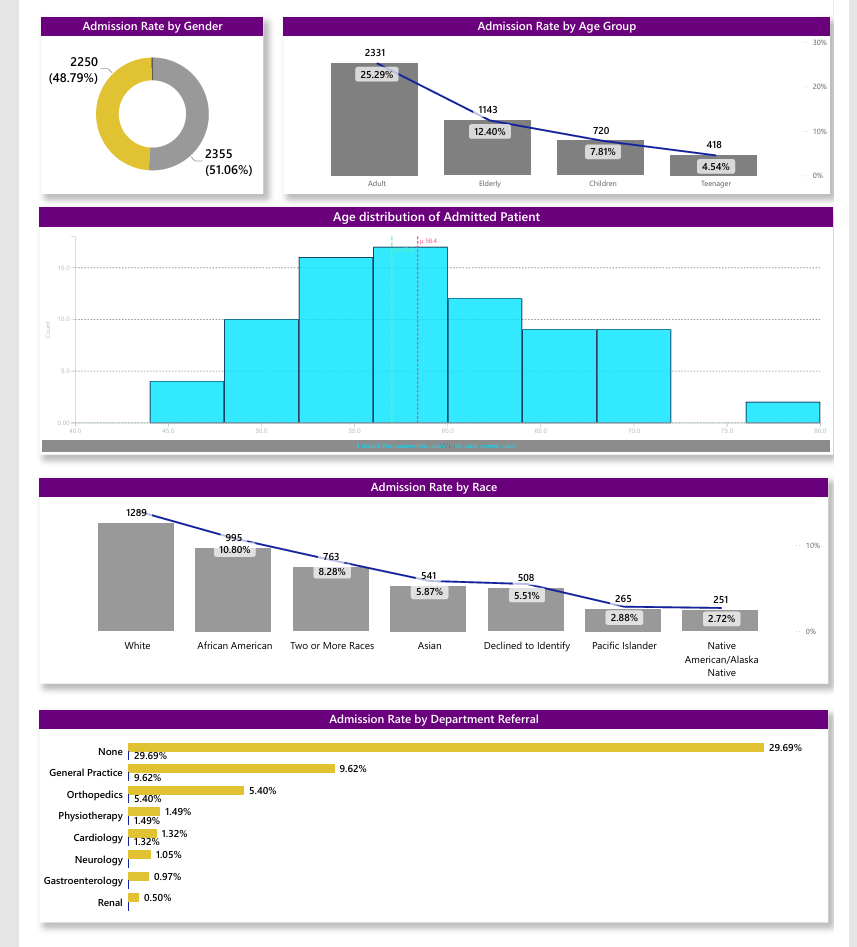 Admission Rate by Gender
2250
(48.79%)
2355
(51.06%)
Admission Rate by Age Group
30%
20%
10%
0%
2331
25.29%
1143
12.40%
720
7.81%
418
4.54%
Adult
Elderly
Children
Teenager
Age distribution of Admitted Patient
μ 58.4
Count
15.0
10.0
5.0
0.00
40.0
45.0
50.0
55.0
60.0
65.0
70.0
75.0
80.0
Admission Rate by Race
1289
995
10.80%
763
8.28%
541
5.87%
508
5.51%
265
2.88%
251
2.72%
10%
0%
White
African American
Two or More Races
Asian
Declined to Identify
Pacific Islander
Native
American/Alaska
Native
Admission Rate by Department Referral
None
29.69%
29.69%
General Practice
9.62%
9.62%
Orthopedics
5.40%
5.40%
Physiotherapy
1.49%
1.49%
Cardiology
1.32%
1.32%
Neurology
1.05%
Gastroenterology
0.97%
Renal
0.50%